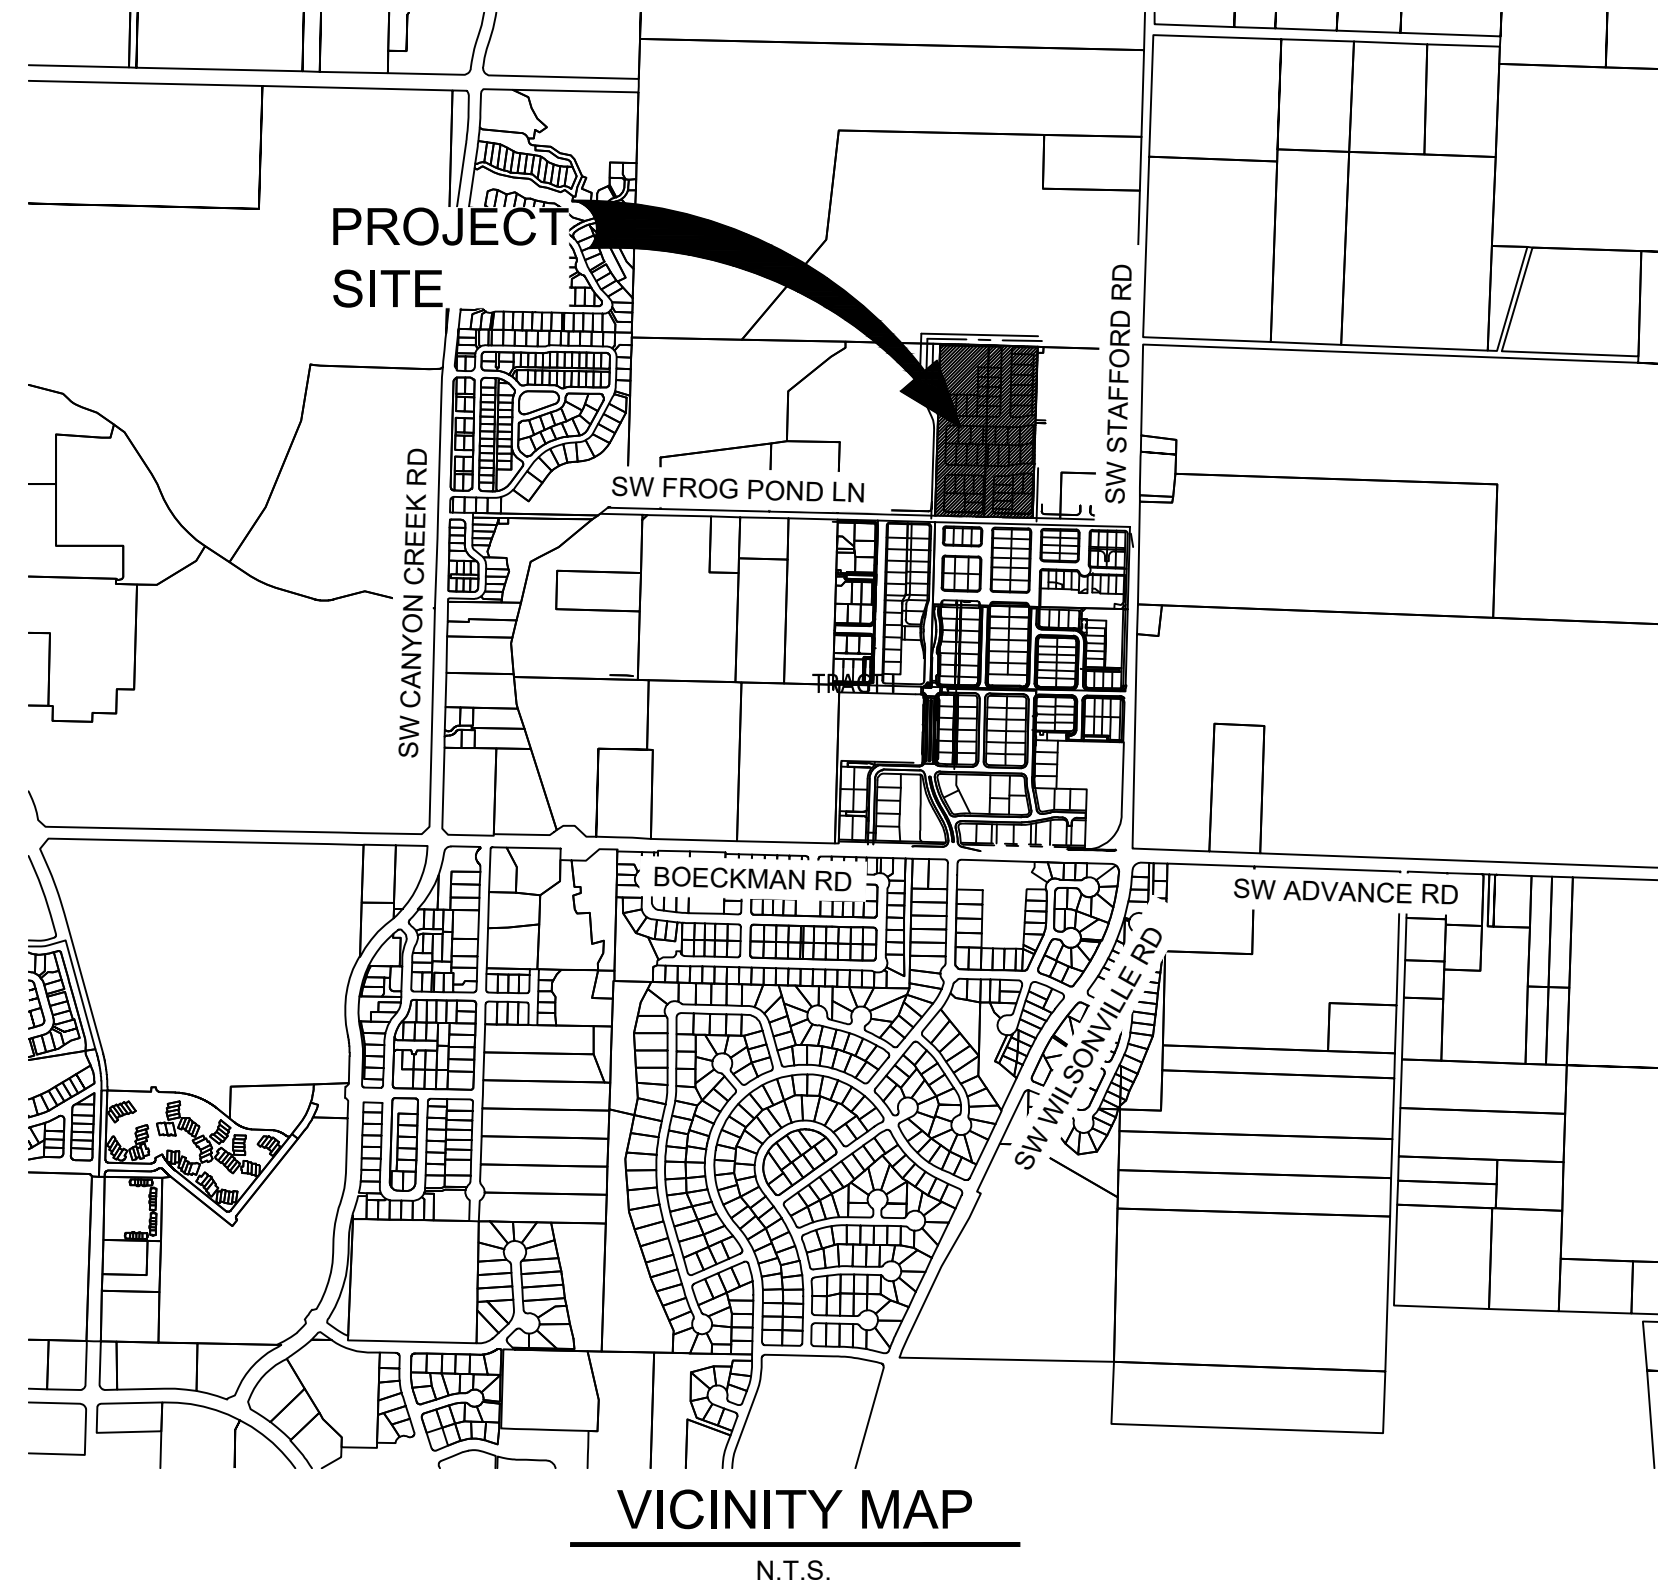 PROJECT
SITE
SW STAFFORD RD
SW FROG POND LN
SW CANYON CREEK RD
TRACT I
BOECKMAN RD
SW ADVANCE RD
SW WILSONVILLE RD
VICINITY MAP
N.T.S.